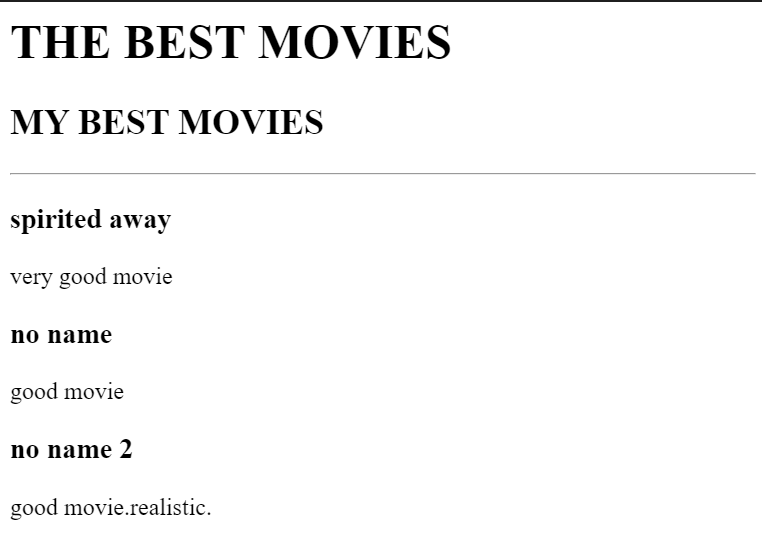 THE BEST MOVIES
MY BEST MOVIES
spirited away
very good movie
no name
good movie
no name 2
good movie.realistic.